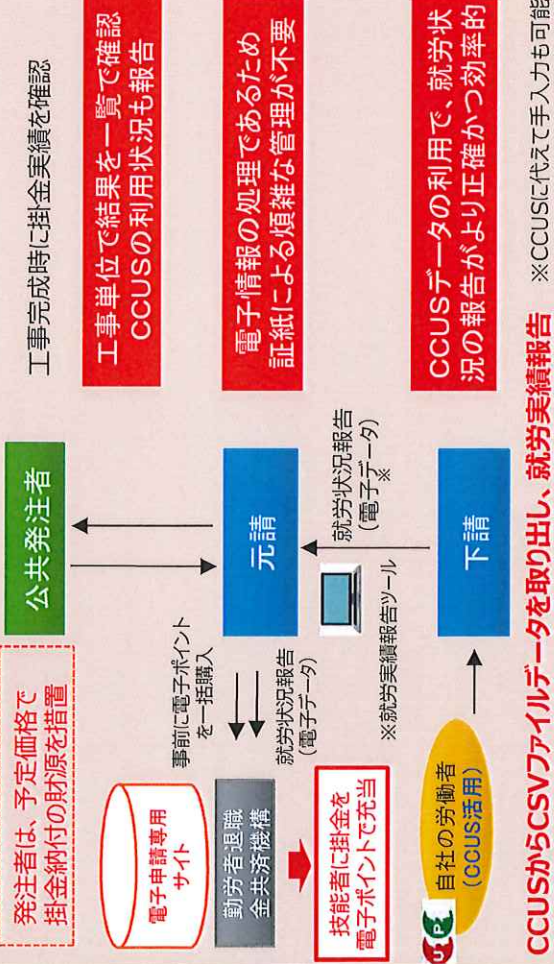 発注者は、予定価格で
掛金納付の財源を措置
公共発注者
工事完成時に掛金実績を確認
工事単位で結果を一覧で確認
CCUSの利用状況も報告
電子申請専用
サイト
事前に電子ポイント
を一括購入
勤労者退職
金共済機構
就労状況報告
(電子データ)
元請
電子情報の処理であるため
証紙による煩雑な管理が不要
技能者に掛金を
電子ポイントで充当
※就労実績報告ツール
就労状況報告
(電子データ)
※
自社の労働者
(CCUS活用)
下請
CCUSデータの利用で、就労状
況の報告がより正確かつ効率的
CCUSからCSVファイルデータを取り出し、就労実績報告
※CCUSに代えて手入力も可能